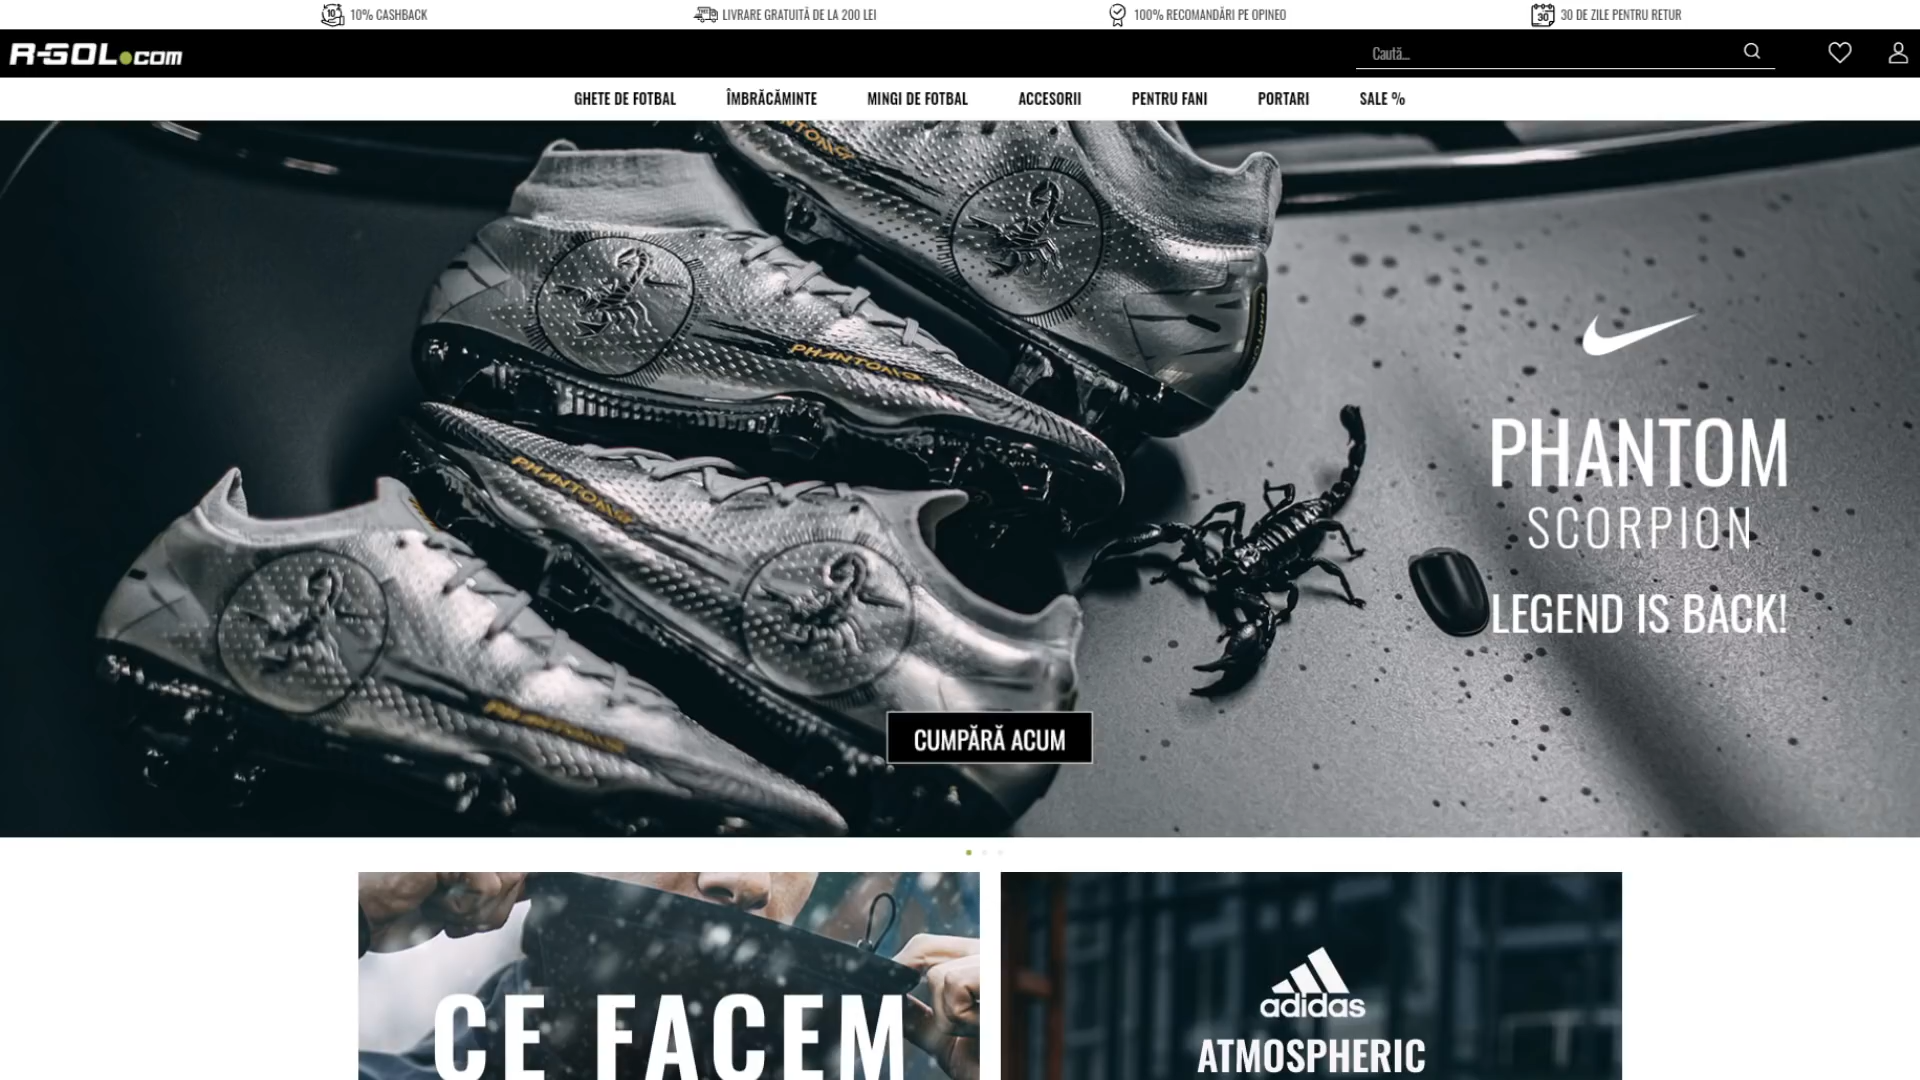 10% CASHBACK
LIVRARE GRATUITĂ DE LA 200 LEI
100% RECOMANDĂRI PE OPINEO
30 DE ZILE PENTRU RETUR
R-GOL.com
Caută...
GHETE DE FOTBAL
ÎMBRĂCĂMINTE
MINGI DE FOTBAL
ACCESORII
PENTRU FANI
PORTARI
SALE %
PHANTOM
SCORPION
LEGEND IS BACK!
CUMPĂRĂ ACUM
CE FACEM
adidas
ATMOSPHERIC